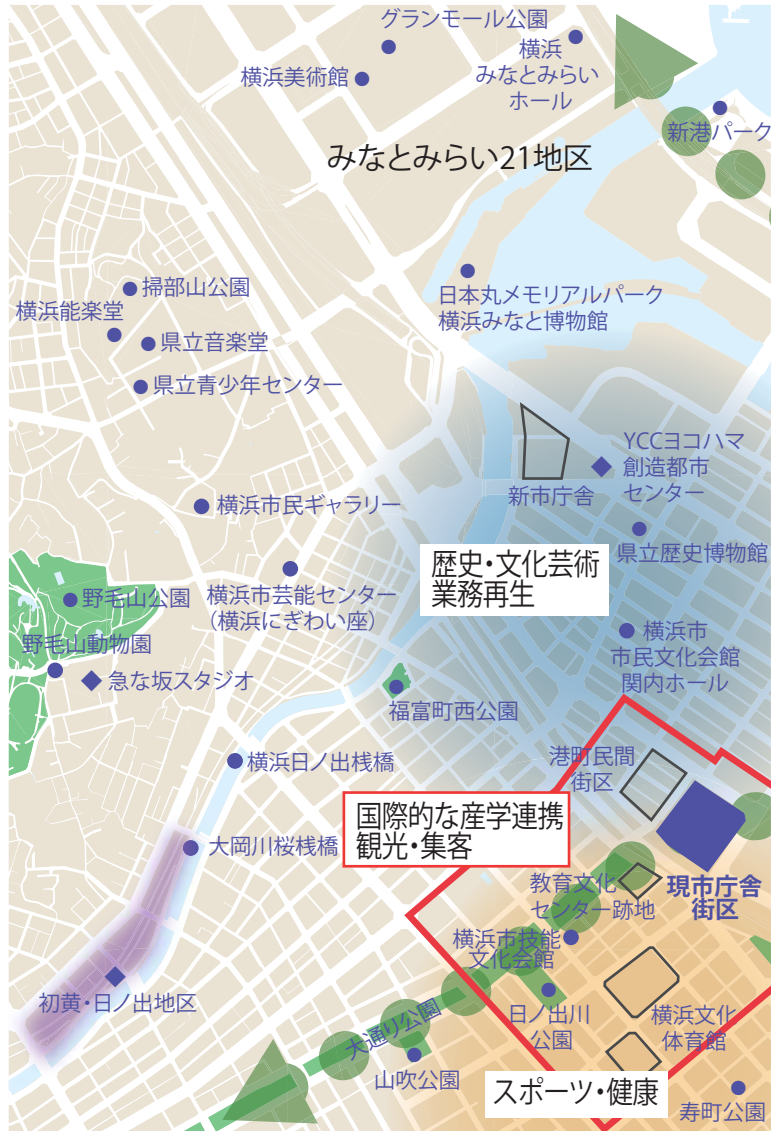 グランモール公園
横浜
みなとみらい
ホール
横浜美術館
新港パーク
みなとみらい21地区
掃部山公園
日本丸メモリアルパーク
横浜みなと博物館
横浜能楽堂
県立音楽堂
県立青少年センター
YCCヨコハマ
創造都市
センター
新市庁舎
横浜市民ギャラリー
県立歴史博物館
歴史・文化芸術
業務再生
横浜市芸能センター
(横浜にぎわい座)
野毛山公園
野毛山動物園
横浜市
市民文化会館
関内ホール
急な坂スタジオ
福富町西公園
港町民間
街区
横浜日ノ出桟橋
国際的な産学連携
観光・集客
大岡川桜桟橋
教育文化
センター跡地
現市庁舎
街区
横浜市技能
文化会館
初黄・日ノ出地区
日ノ出川
公園
横浜文化
体育館
大通り公園
山吹公園
スポーツ・健康
寿町公園